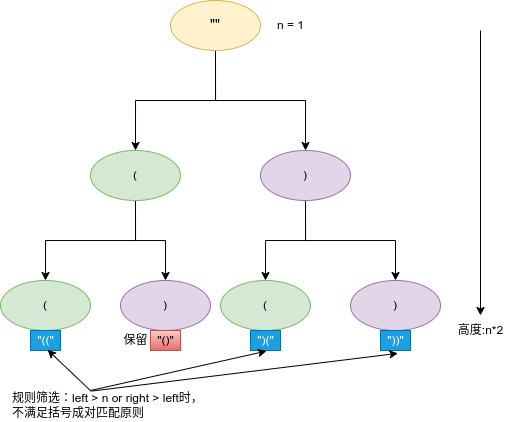 ""
n = 1
(
)
(
)
(
)
"(("
保留
"()"
")("
"))"
高度:n*2
规则筛选：left > n or right > left时，
不满足括号成对匹配原则